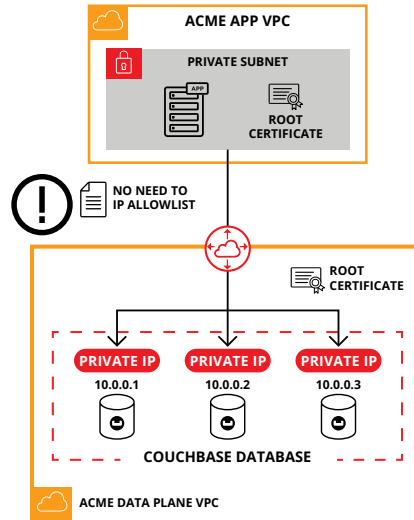 ACME APP VPC
PRIVATE SUBNET
APP
ROOT
CERTIFICATE
NO NEED TO
IP ALLOWLIST
ROOT
CERTIFICATE
PRIVATE IP
PRIVATE IP
PRIVATE IP
10.0.0.1
10.0.0.2
10.0.0.3
COUCHBASE DATABASE
ACME DATA PLANE VPC